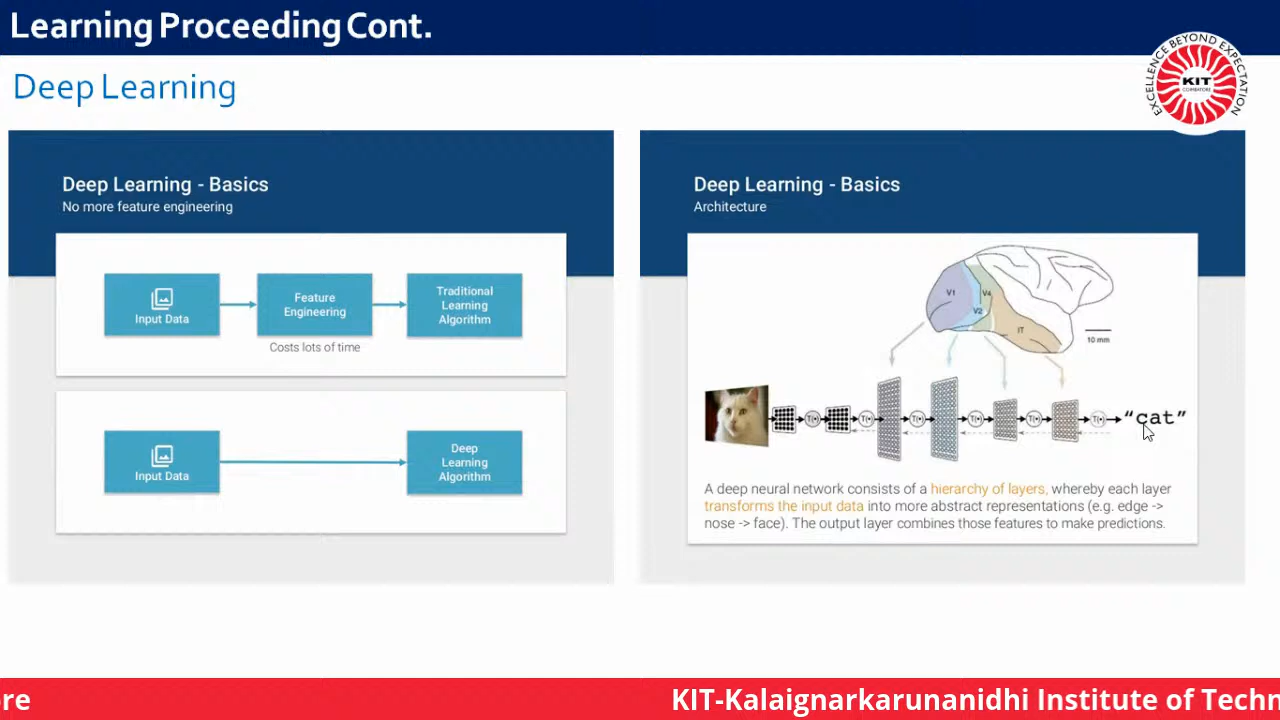 Learning Proceeding Cont.
Deep Learning
EXCELLENCE BEYOND EXPECTATION
KIT
COIMBATORE
Deep Learning - Basics
No more feature engineering
Input Data
Feature
Engineering
Traditional
Learning
Algorithm
Costs lots of time
Input Data
Deep
Learning
Algorithm
Deep Learning - Basics
Architecture
V1
V4
V2
IT
10 mm
T(•) T(•) T(•) T(•) T(•) T(•)
“cat”
A deep neural network consists of a hierarchy of layers, whereby each layer
transforms the input data into more abstract representations (e.g. edge ->
nose -> face). The output layer combines those features to make predictions.
ore
KIT-Kalaignarkarunanidhi Institute of Techn